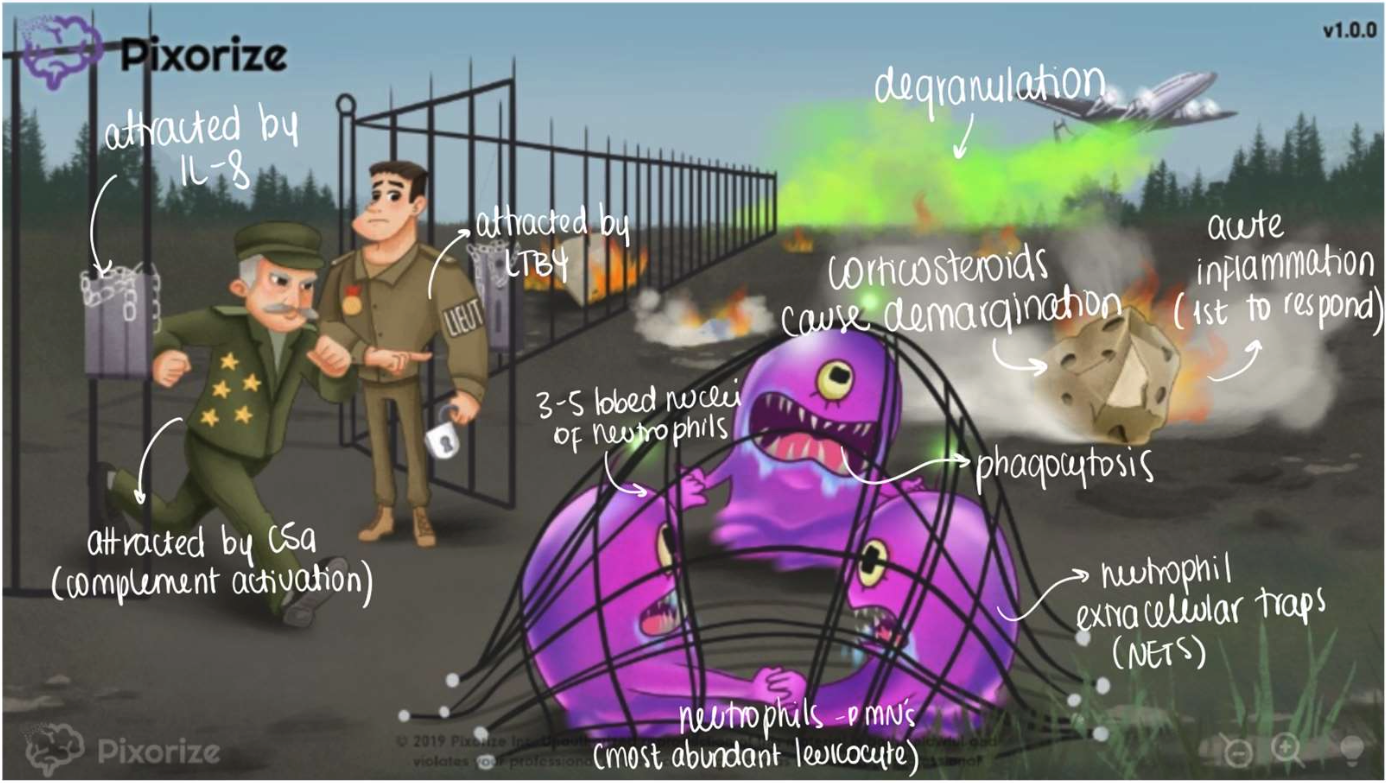 Pixorize
v1.0.0
degranulation
attracted by
IL-8
attracted by
LTB4
LIEUT
corticosteroids
cause demargination
acute
inflammation
(1st to respond)
3-5 lobed nuclei
of neutrophils
phagocytosis
attracted by C5a
(complement activation)
neutrophil
extracellular traps
(NETS)
neutrophils - PMN's
(most abundant leukocyte)
© 2019 Pixorize
violates
Pixorize